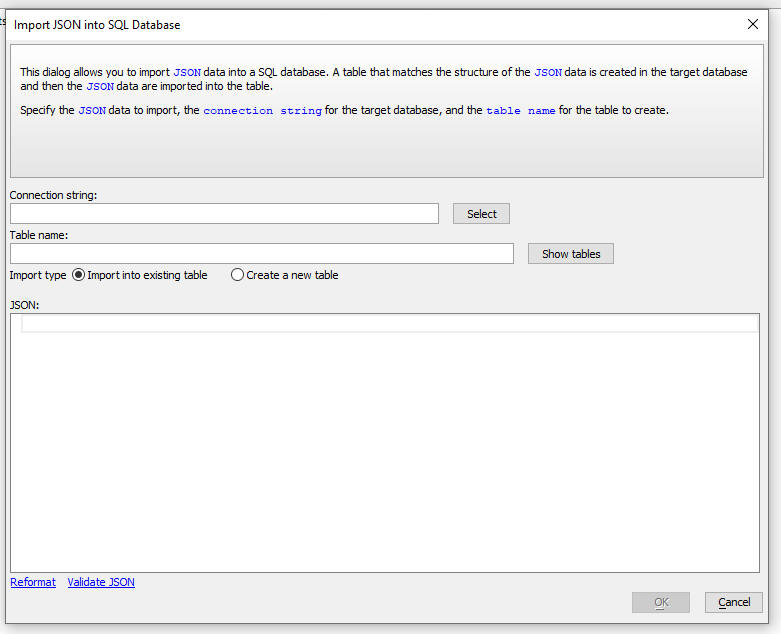 Import JSON into SQL Database
This dialog allows you to import JSON data into a SQL database. A table that matches the structure of the JSON data is created in the target database
and then the JSON data are imported into the table.
Specify the JSON data to import, the connection string for the target database, and the table name for the table to create.
Connection string:
Select
Table name:
Show tables
Import type Import into existing table Create a new table
JSON:
Reformat Validate JSON
OK Cancel